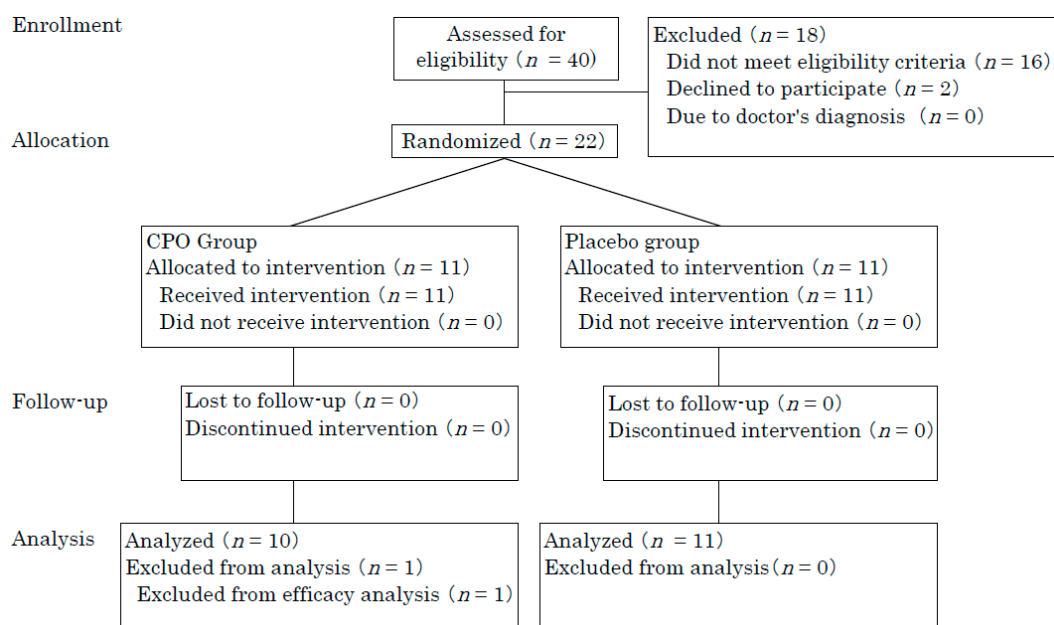 Enrollment
Assessed for
eligibility (n = 40)
Excluded (n = 18)
Did not meet eligibility criteria (n = 16)
Declined to participate (n = 2)
Due to doctor's diagnosis (n = 0)
Allocation
Randomized (n = 22)
CPO Group
Allocated to intervention (n = 11)
Received intervention (n = 11)
Did not receive intervention (n = 0)
Placebo group
Allocated to intervention (n = 11)
Received intervention (n = 11)
Did not receive intervention (n = 0)
Follow-up
Lost to follow-up (n = 0)
Discontinued intervention (n = 0)
Lost to follow-up (n = 0)
Discontinued intervention (n = 0)
Analysis
Analyzed (n = 10)
Excluded from analysis (n = 1)
Excluded from efficacy analysis (n = 1)
Analyzed (n = 11)
Excluded from analysis(n = 0)